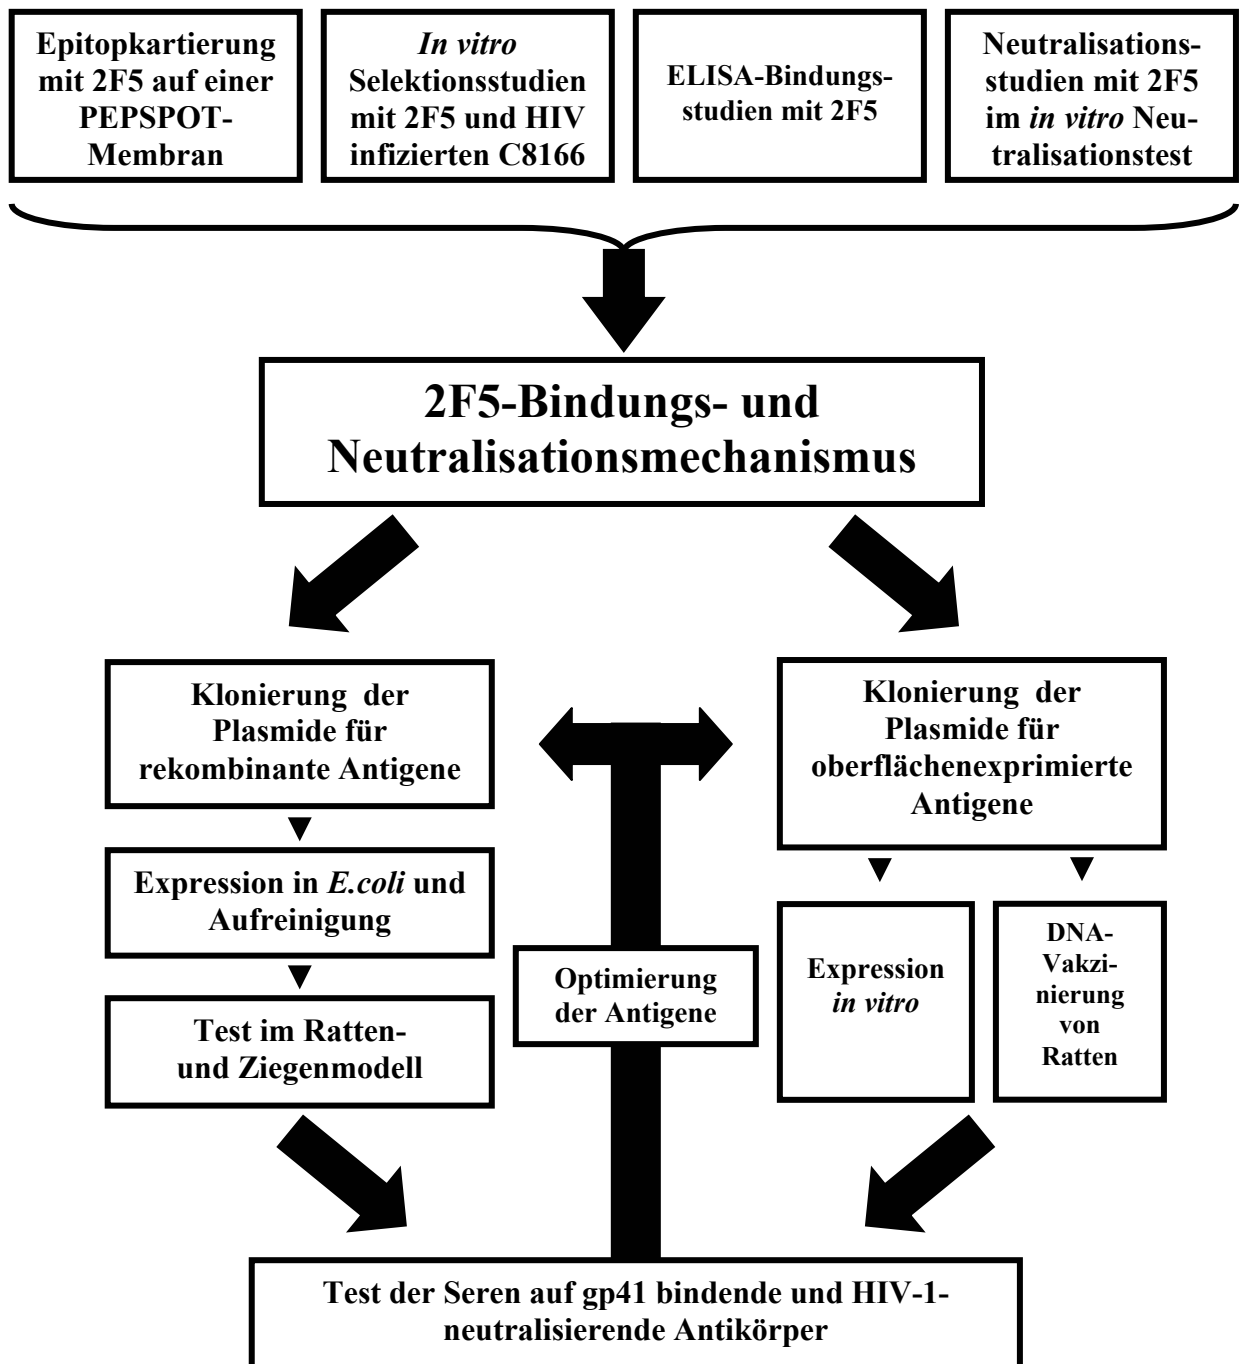 Epitopkartierung
mit 2F5 auf einer
PEPSPOT-
Membran
In vitro
Selektionsstudien
mit 2F5 und HIV
infizierten C8166
ELISA-Bindungs-
studien mit 2F5
Neutralisations-
studien mit 2F5
im in vitro Neu-
tralisationstest
2F5-Bindungs- und
Neutralisationsmechanismus
Klonierung der
Plasmide für
rekombinante Antigene
Expression in E.coli und
Aufreinigung
Test im Ratten-
und Ziegenmodell
Optimierung
der Antigene
Klonierung der
Plasmide für
oberflächenexprimierte
Antigene
Expression
in vitro
DNA-
Vakzi-
nierung
von
Ratten
Test der Seren auf gp41 bindende und HIV-1-
neutralisierende Antikörper